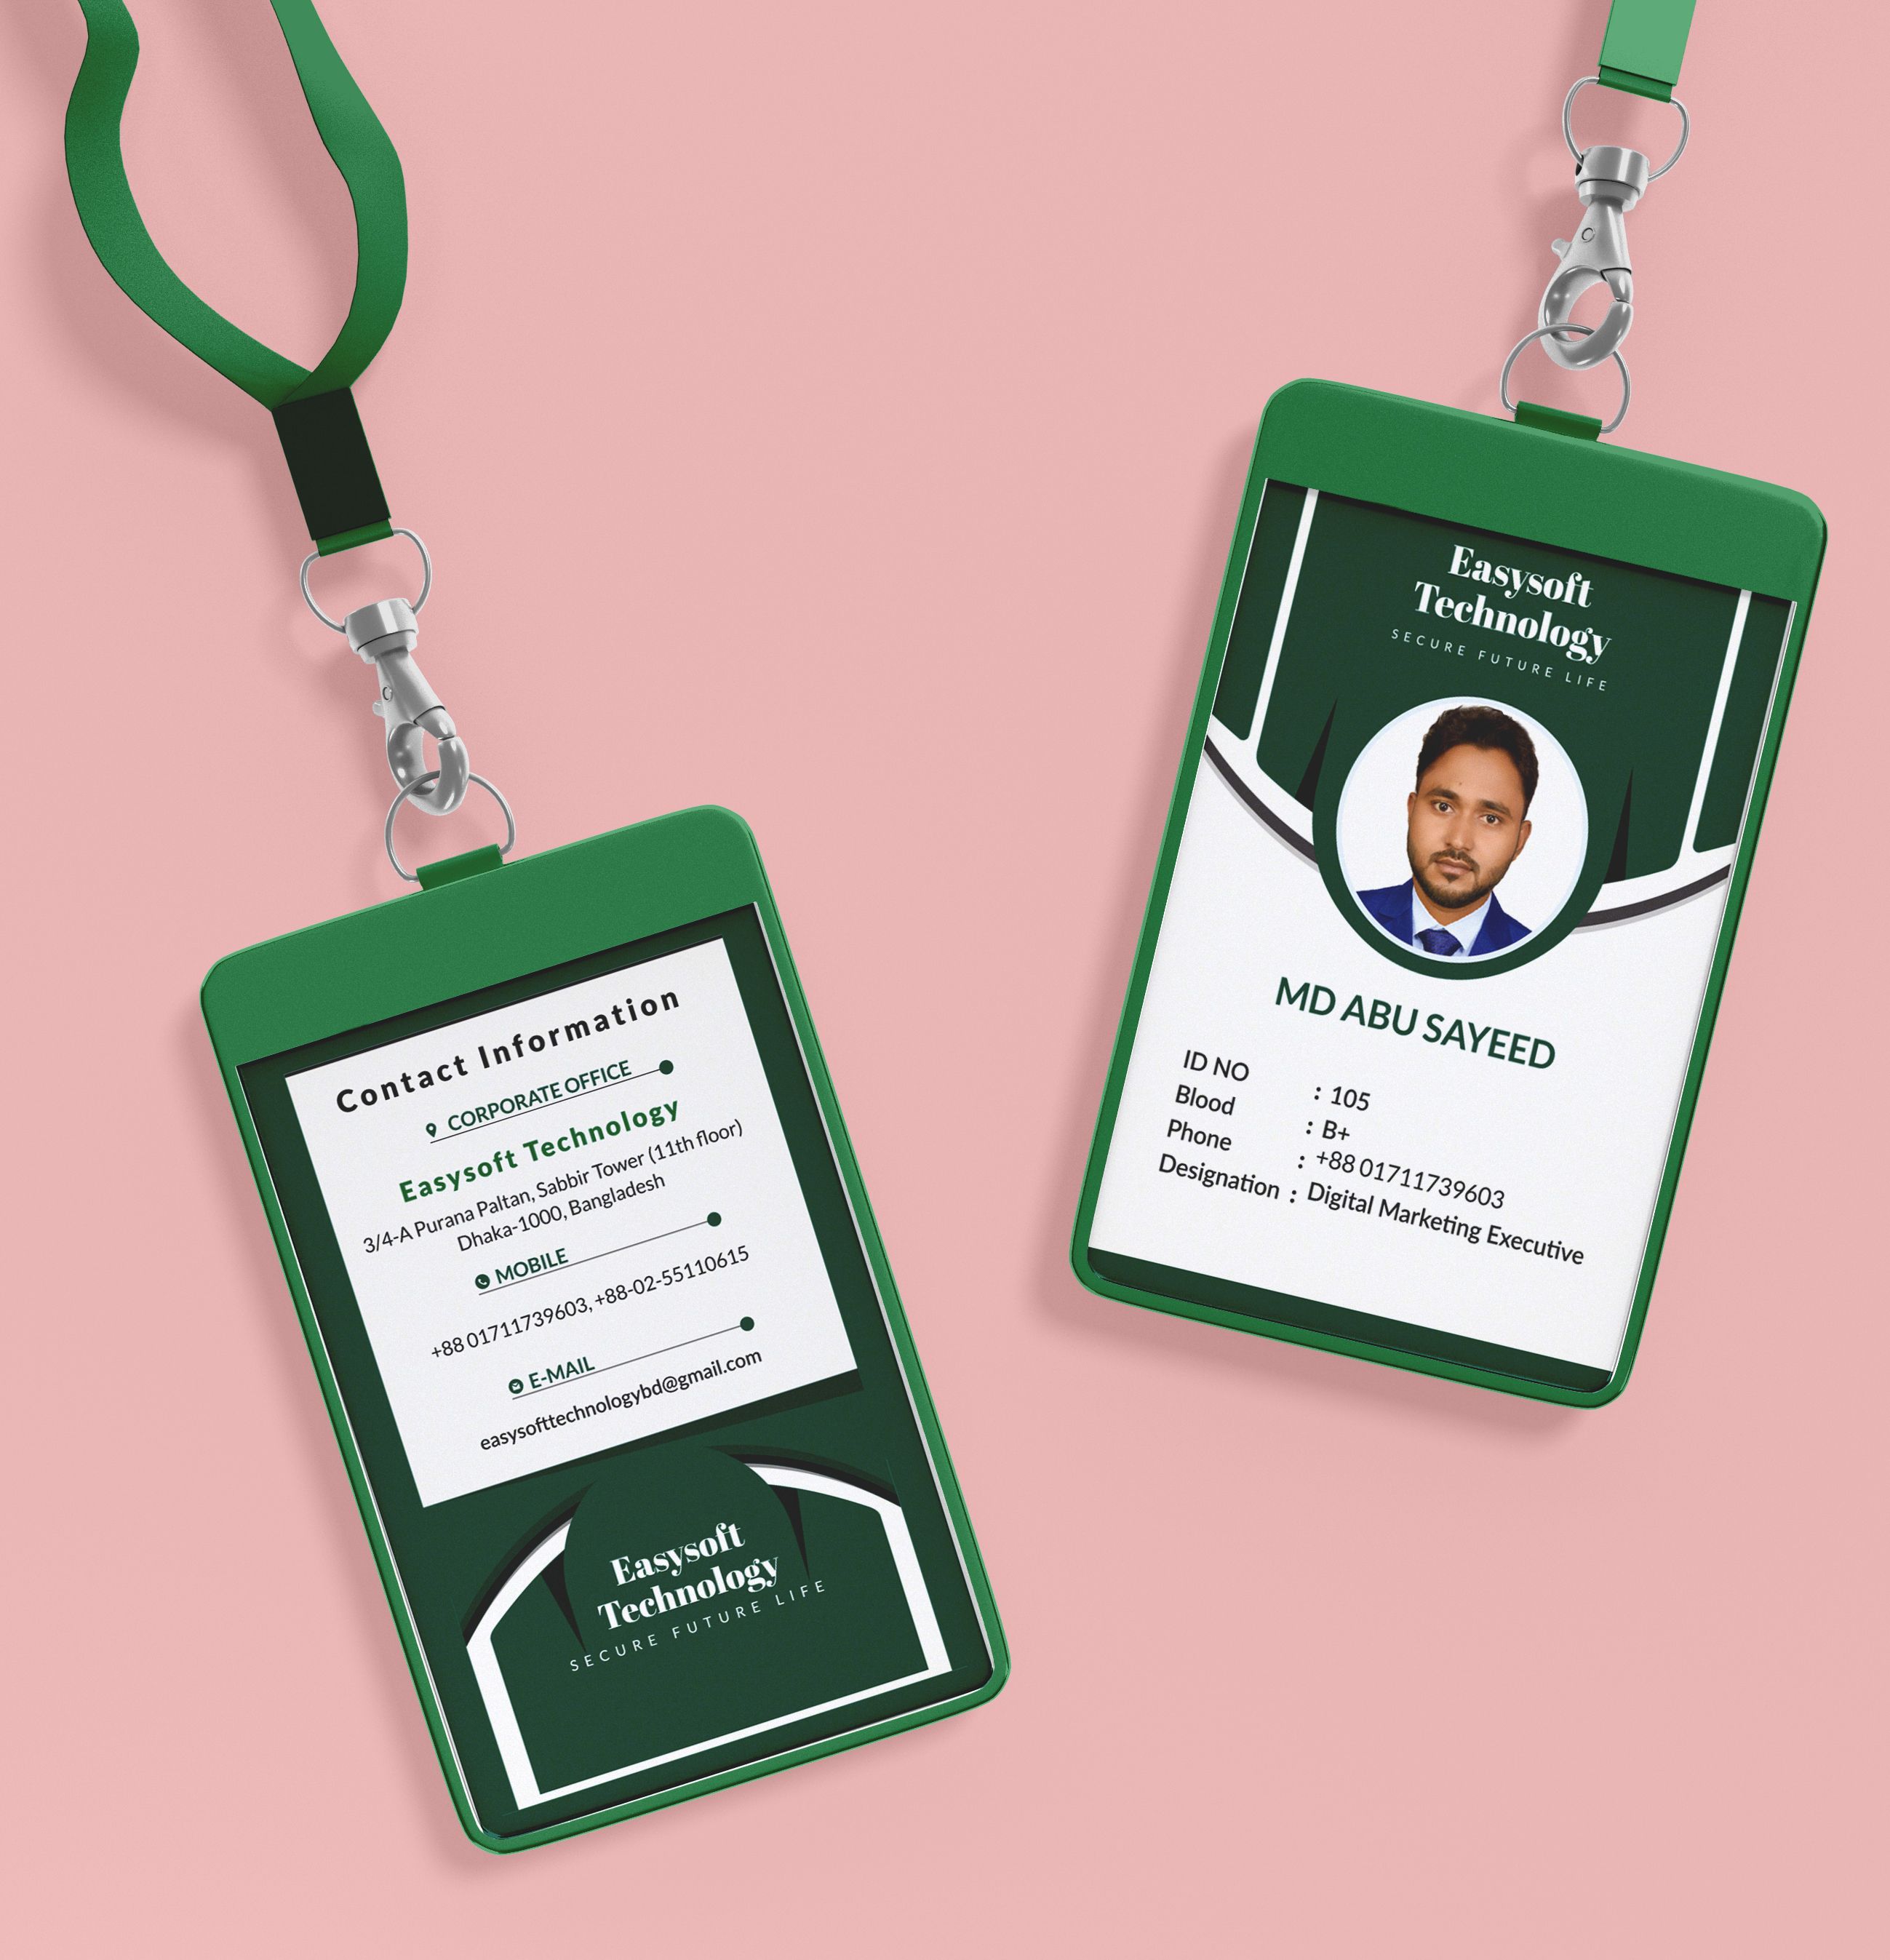 Contact Information
CORPORATE OFFICE
Easysoft Technology
3/4-A Purana Paltan, Sabbir Tower (11th floor)
Dhaka-1000, Bangladesh
MOBILE
+88 01711739603, +88-02-55110615
E-MAIL
easysofttechnologybd@gmail.com
Easysoft
Technology
SECURE FUTURE LIFE
Easysoft
Technology
SECURE FUTURE LIFE
MD ABU SAYEED
ID NO : 105
Blood : B+
Phone : +88 01711739603
Designation : Digital Marketing Executive